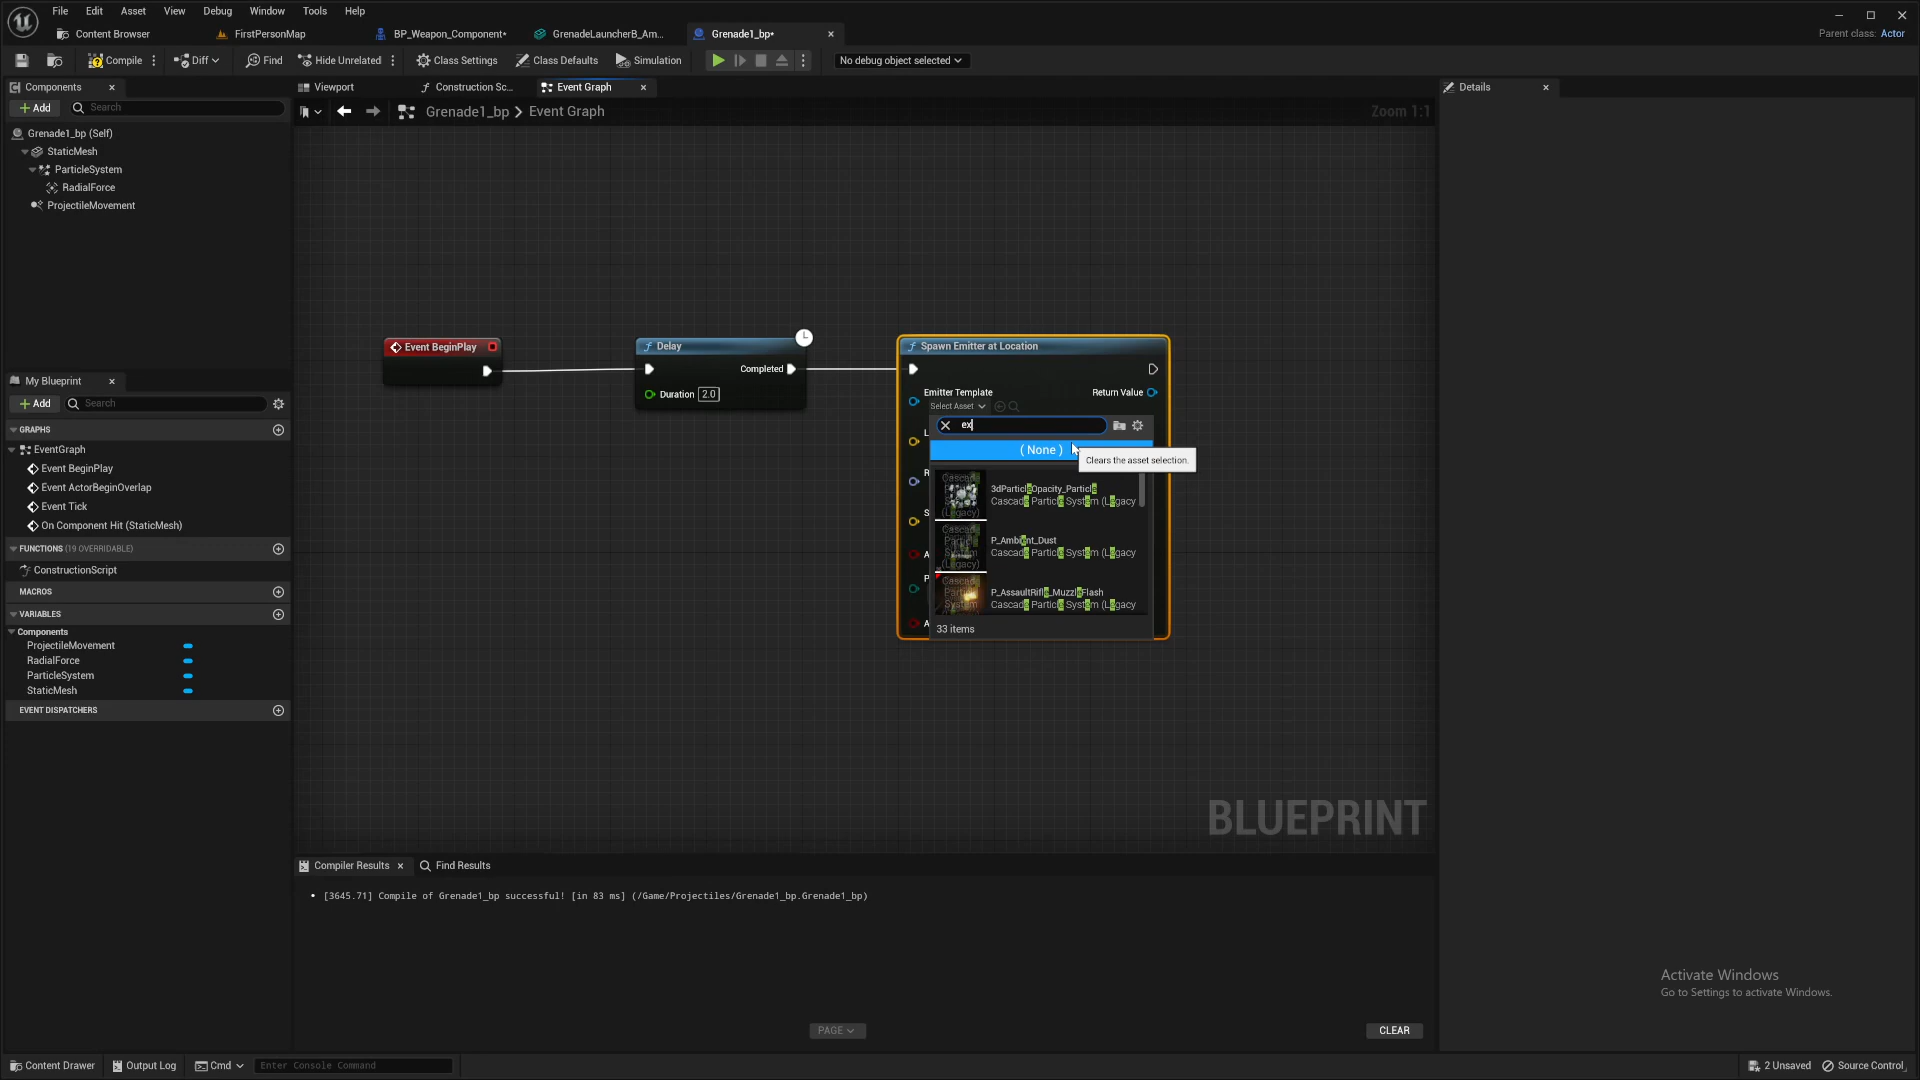 File Edit Asset View Debug Window Tools Help
Content Browser FirstPersonMap BP_Weapon_Component* GrenadeLauncherB_Am... Grenade1_bp*
Parent class: Actor
Compile Diff Find Hide Unrelated Class Settings Class Defaults Simulation No debug object selected
Components
Add Search
Grenade1_bp (Self)
StaticMesh
ParticleSystem
RadialForce
ProjectileMovement
My Blueprint
Add Search
GRAPHS
EventGraph
Event BeginPlay
Event ActorBeginOverlap
Event Tick
On Component Hit (StaticMesh)
FUNCTIONS (19 OVERRIDABLE)
ConstructionScript
MACROS
VARIABLES
Components
ProjectileMovement
RadialForce
ParticleSystem
StaticMesh
EVENT DISPATCHERS
Viewport Construction Sc... Event Graph
Grenade1_bp > Event Graph
Zoom 1:1
Event BeginPlay
Delay
Completed
Duration 2.0
Spawn Emitter at Location
Emitter Template Return Value
Select Asset
ex
( None )
Clears the asset selection.
3dParticleOpacity_Particle
Cascade Particle System (Legacy
P_Ambient_Dust
Cascade Particle System (Legacy
P_AssaultRifle_MuzzleFlash
Cascade Particle System (Legacy
33 items
BLUEPRINT
Compiler Results Find Results
[3645.71] Compile of Grenade1_bp successful! [in 83 ms] (/Game/Projectiles/Grenade1_bp.Grenade1_bp)
PAGE
CLEAR
Details
Activate Windows
Go to Settings to activate Windows.
Content Drawer Output Log Cmd Enter Console Command
2 Unsaved Source Control